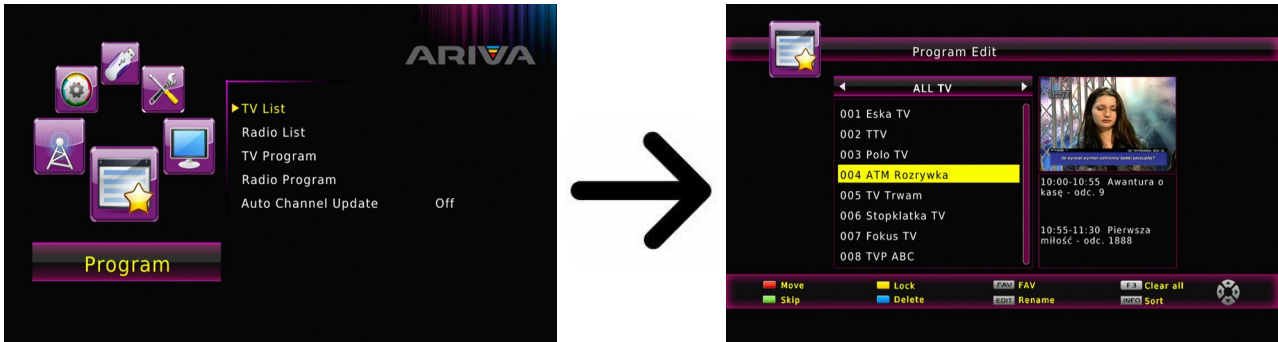 ARIVA
TV List
Radio List
TV Program
Radio Program
Auto Channel Update Off
Program
Program Edit
ALL TV
001 Eska TV
002 TTV
003 Polo TV
004 ATM Rozrywka
005 TV Trwam
006 Stopklatka TV
007 Fokus TV
008 TVP ABC
10:00-10:55 Awantura o
kasę - odc. 9
10:55-11:30 Pierwsza
miłość - odc. 1888
Move
Lock
FAV FAV
F3 Clear all
Skip
Delete
EDIT Rename
INFO Sort